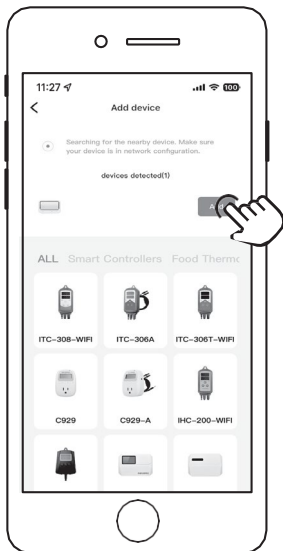 11:27
100
Add device
Searching for the nearby device. Make sure
your device is in network configuration.
devices detected(1)
ALL Smart Controllers Food Thermo
ITC-308-WIFI ITC-306A ITC-306T-WIFI
C929 C929-A IHC-200-WIFI